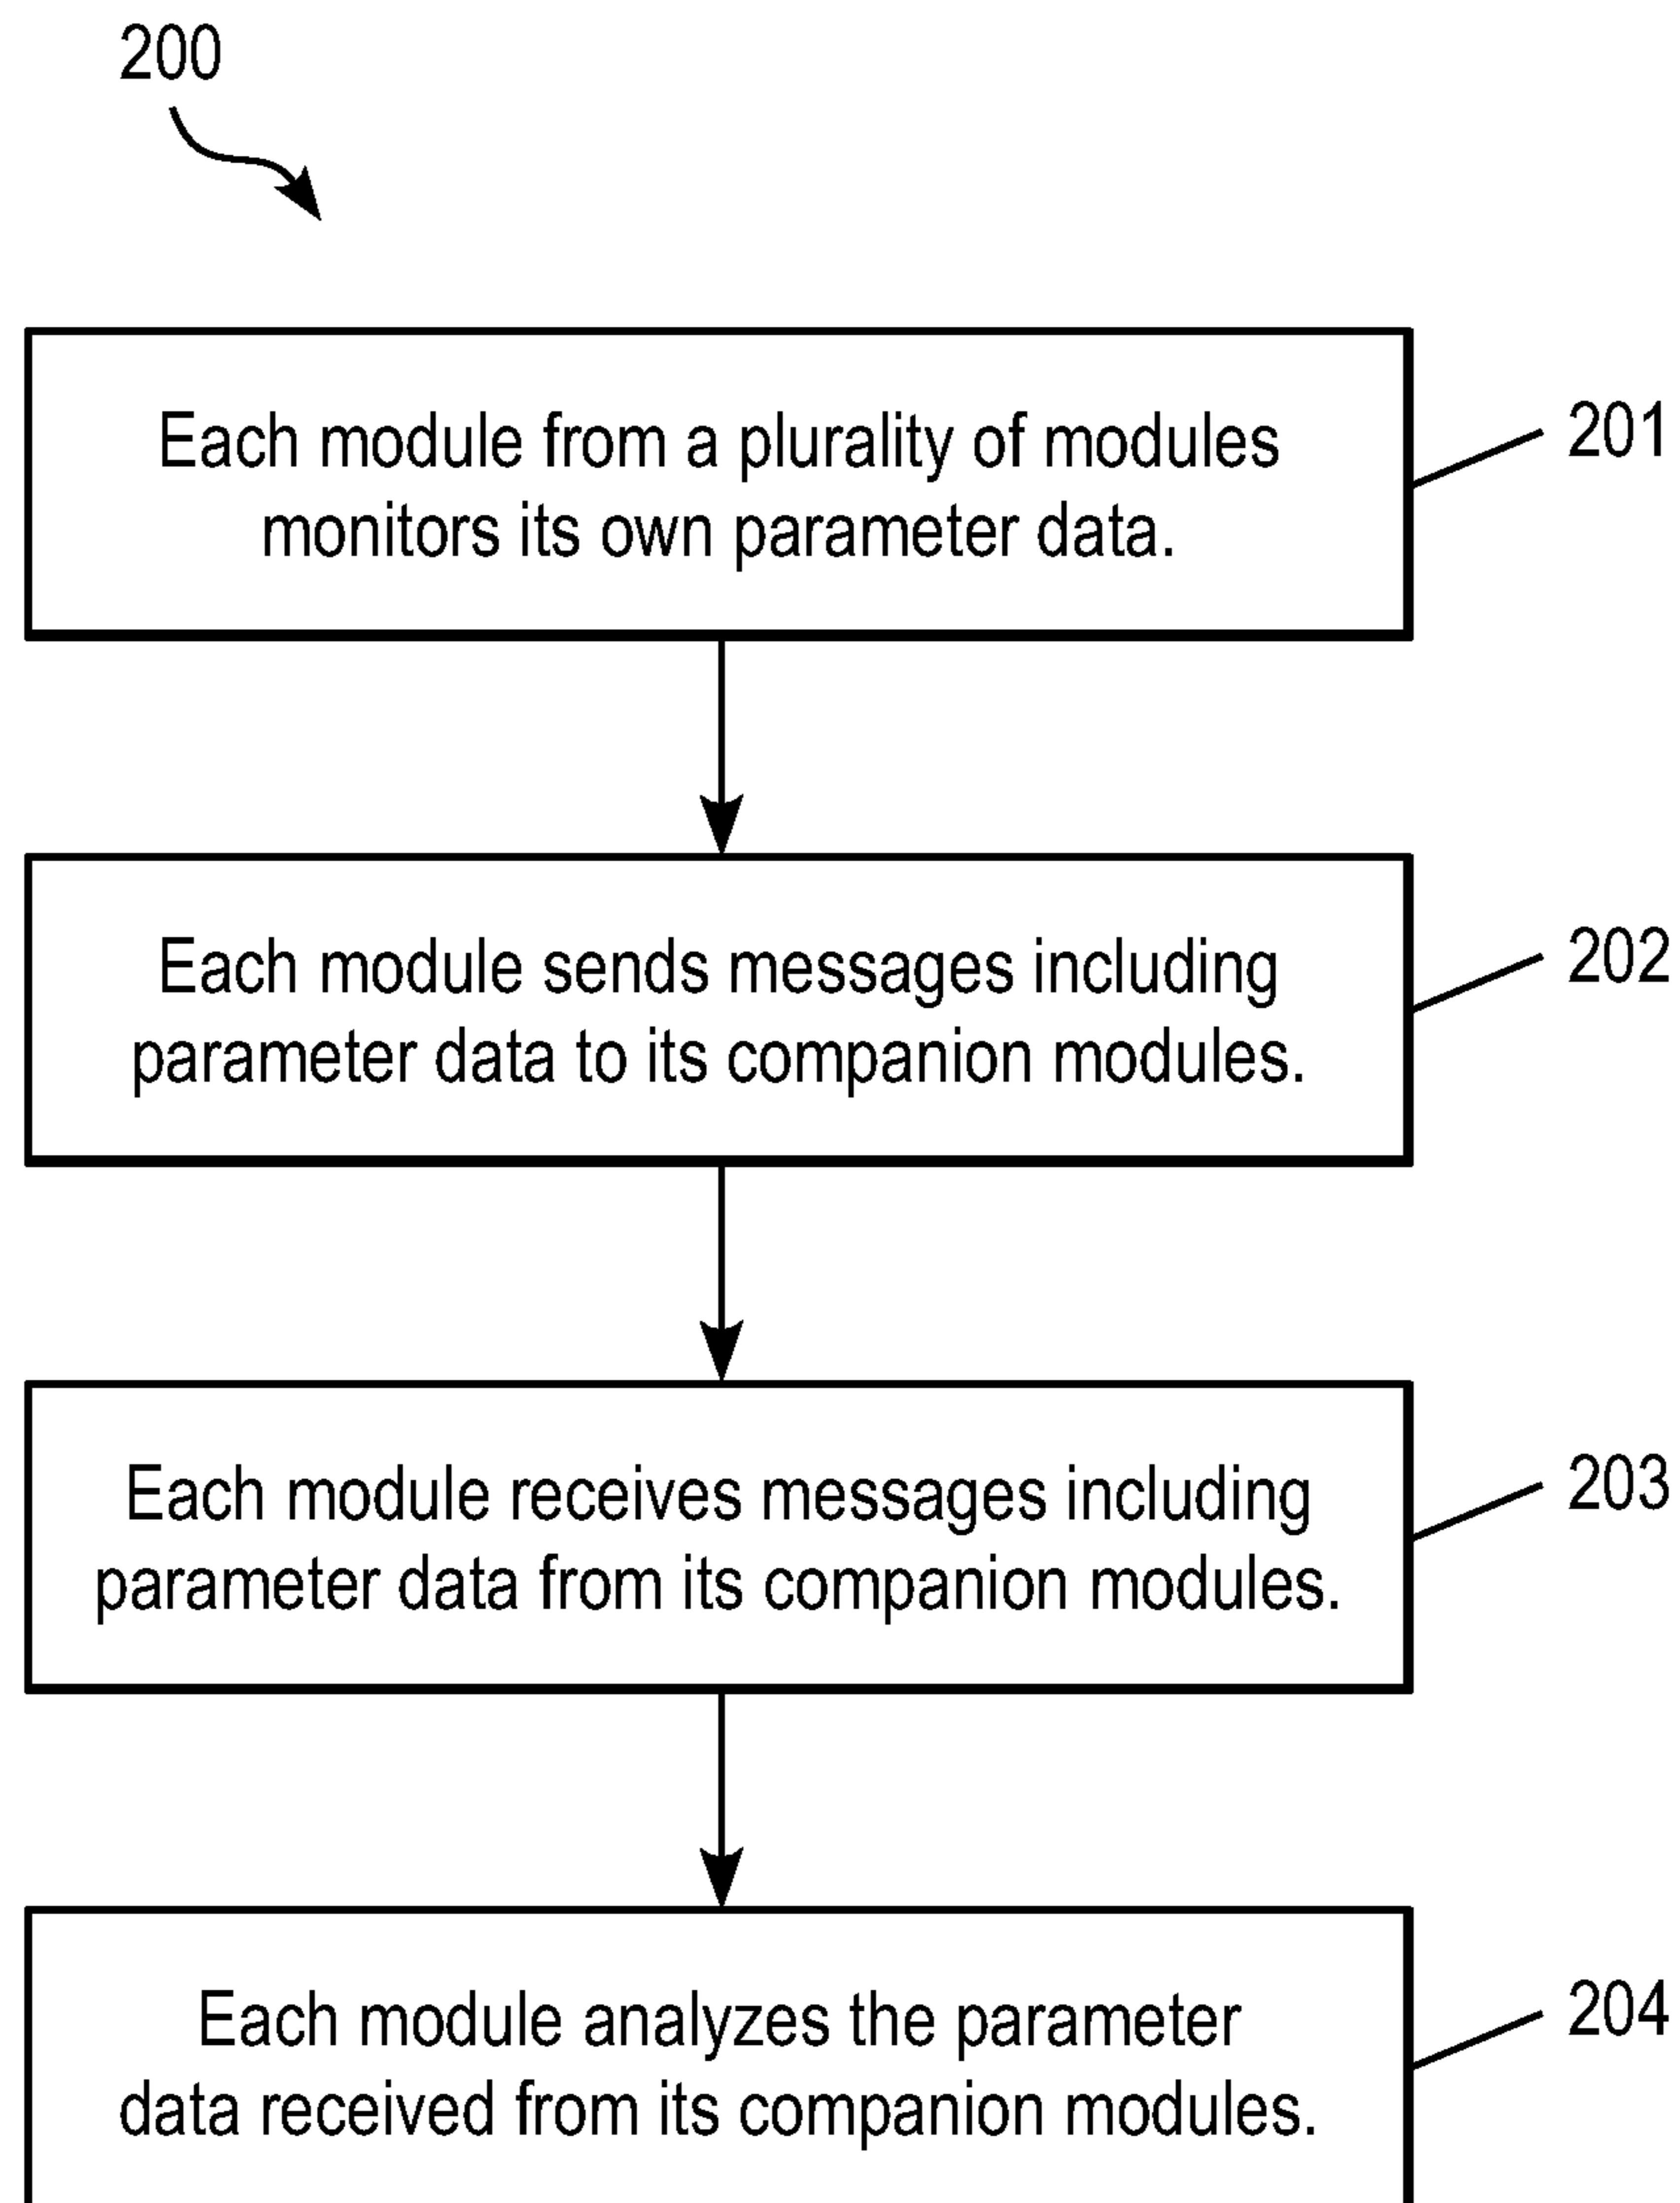 200
Each module from a plurality of modules
monitors its own parameter data.
201
Each module sends messages including
parameter data to its companion modules.
202
Each module receives messages including
parameter data from its companion modules.
203
Each module analyzes the parameter
data received from its companion modules.
204